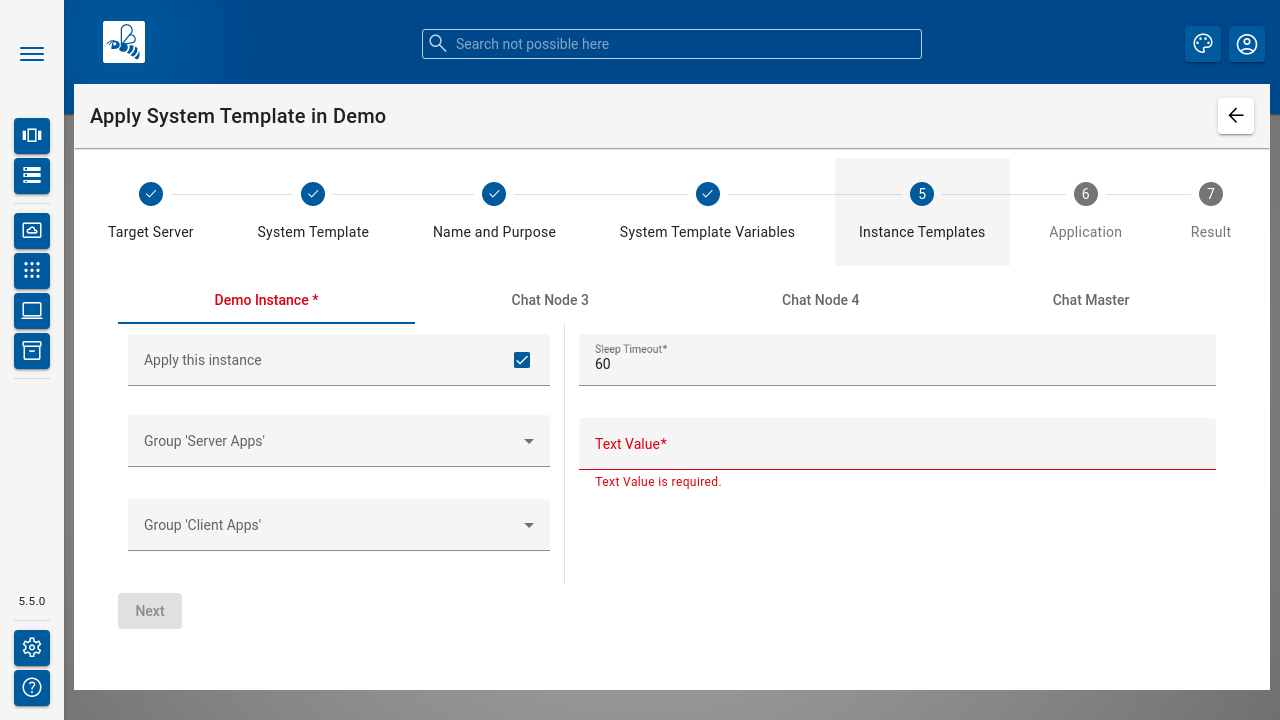 Search not possible here
Apply System Template in Demo
5
6
7
Target Server
System Template
Name and Purpose
System Template Variables
Instance Templates
Application
Result
Demo Instance *
Chat Node 3
Chat Node 4
Chat Master
Apply this instance
Sleep Timeout*
60
Group 'Server Apps'
Text Value*
Text Value is required.
Group 'Client Apps'
Next
5.5.0